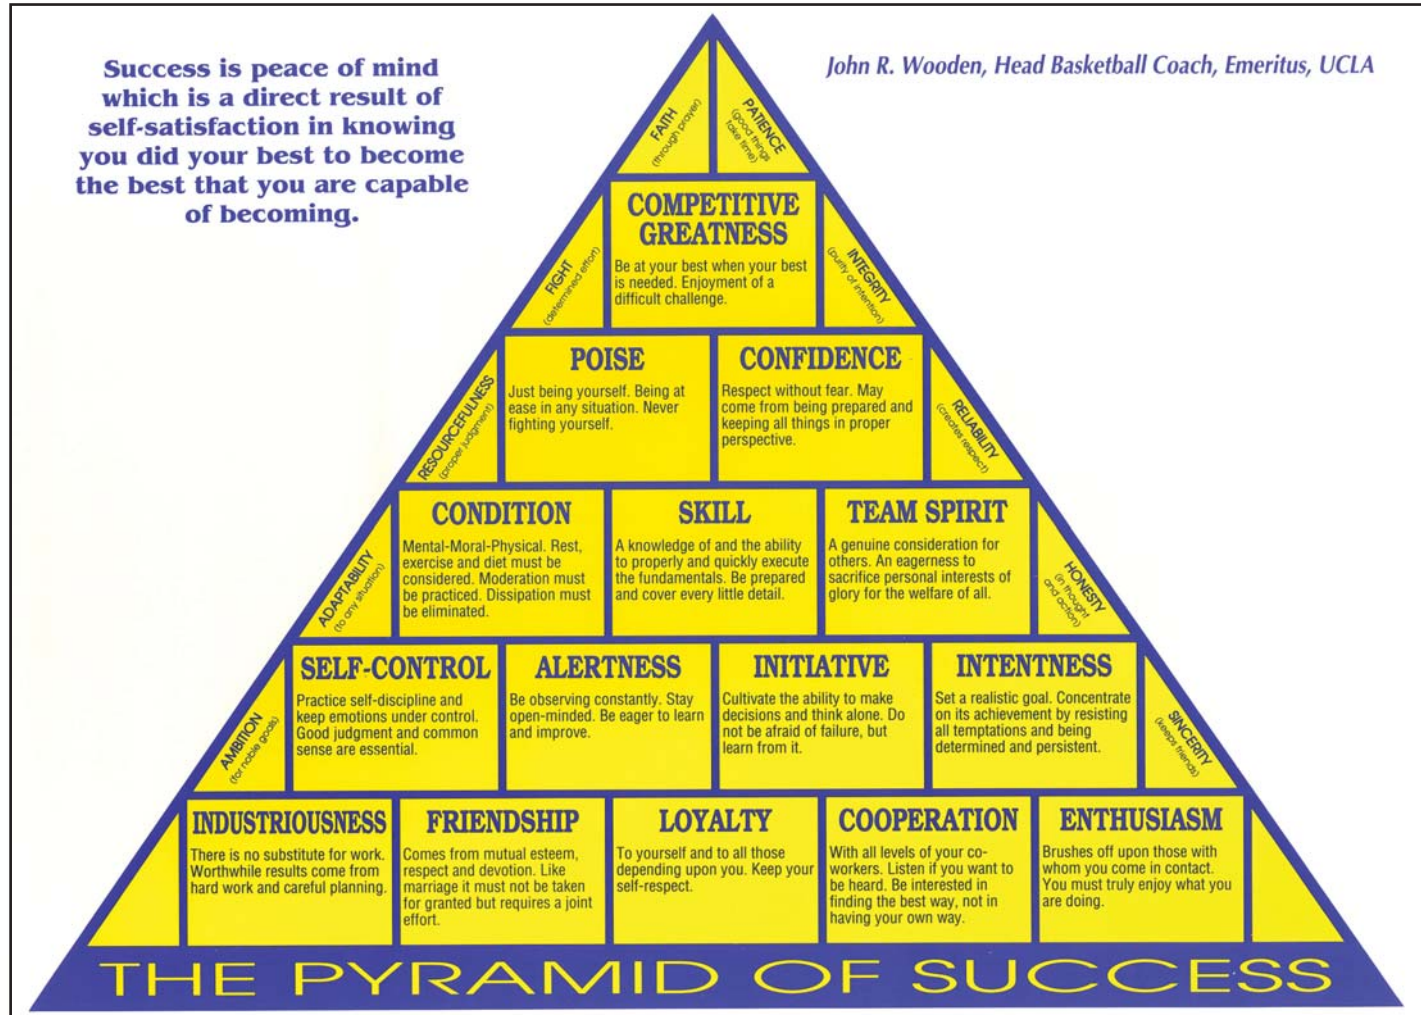 Success is peace of mind
which is a direct result of
self-satisfaction in knowing
you did your best to become
the best that you are capable
of becoming.
John R. Wooden, Head Basketball Coach, Emeritus, UCLA
FAITH
(through prayer)
PATIENCE
(good things
take time)
COMPETITIVE
GREATNESS
Be at your best when your best
is needed. Enjoyment of a
difficult challenge.
FIGHT
(determined effort)
INTEGRITY
(purity of intention)
POISE
Just being yourself. Being at
ease in any situation. Never
fighting yourself.
CONFIDENCE
Respect without fear. May
come from being prepared and
keeping all things in proper
perspective.
RESOURCEFULNESS
(proper judgment)
RELIABILITY
(creates respect)
CONDITION
Mental-Moral-Physical. Rest,
exercise and diet must be
considered. Moderation must
be practiced. Dissipation must
be eliminated.
SKILL
A knowledge of and the ability
to properly and quickly execute
the fundamentals. Be prepared
and cover every little detail.
TEAM SPIRIT
A genuine consideration for
others. An eagerness to
sacrifice personal interests of
glory for the welfare of all.
ADAPTABILITY
(to any situation)
HONESTY
(in thought
and action)
SELF-CONTROL
Practice self-discipline and
keep emotions under control.
Good judgment and common
sense are essential.
ALERTNESS
Be observing constantly. Stay
open-minded. Be eager to learn
and improve.
INITIATIVE
Cultivate the ability to make
decisions and think alone. Do
not be afraid of failure, but
learn from it.
INTENTNESS
Set a realistic goal. Concentrate
on its achievement by resisting
all temptations and being
determined and persistent.
AMBITION
(for noble goals)
SINCERITY
(keeps friends)
INDUSTRIOUSNESS
There is no substitute for work.
Worthwhile results come from
hard work and careful planning.
FRIENDSHIP
Comes from mutual esteem,
respect and devotion. Like
marriage it must not be taken
for granted but requires a joint
effort.
LOYALTY
To yourself and to all those
depending upon you. Keep your
self-respect.
COOPERATION
With all levels of your co-
workers. Listen if you want to
be heard. Be interested in
finding the best way, not in
having your own way.
ENTHUSIASM
Brushes off upon those with
whom you come in contact.
You must truly enjoy what you
are doing.
THE PYRAMID OF SUCCESS